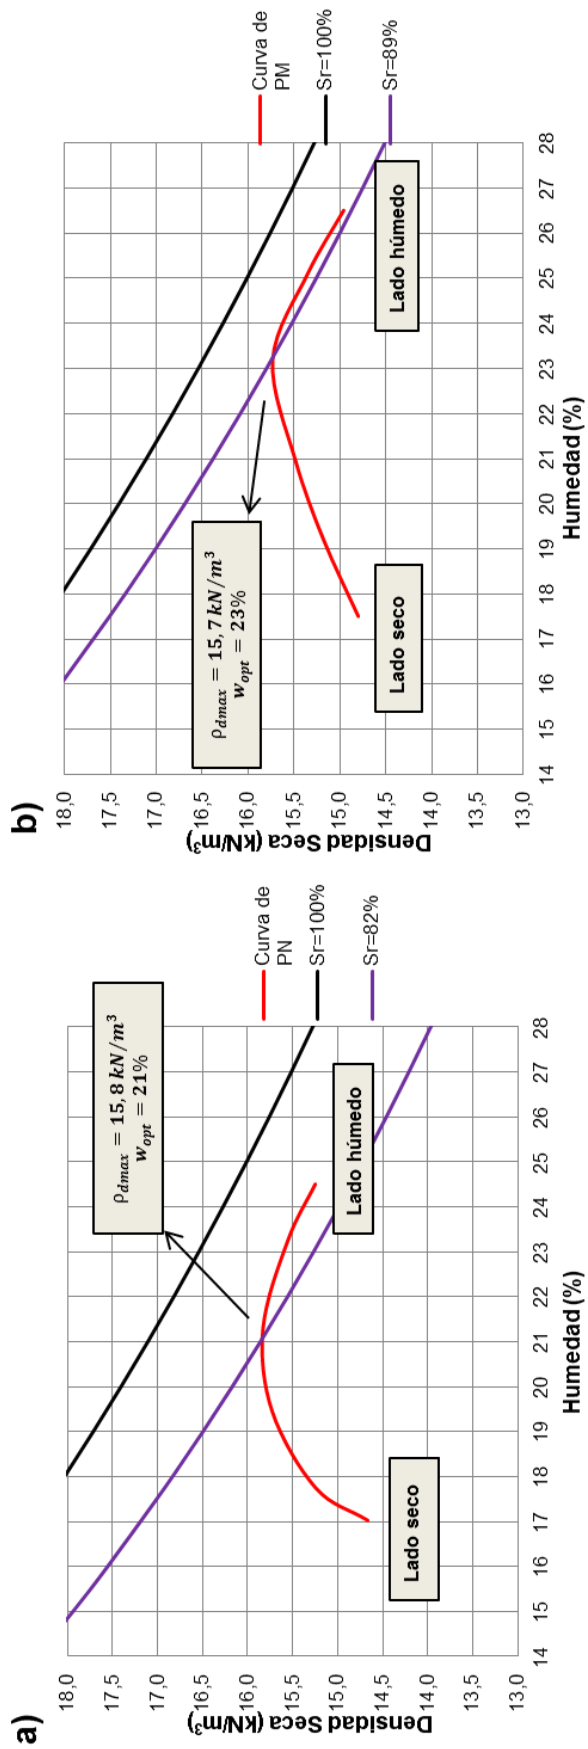 a)
Densidad Seca (kN/m³)
18,0
17,5
17,0
16,5
16,0
15,5
15,0
14,5
14,0
13,5
13,0
14 15 16 17 18 19 20 21 22 23 24 25 26 27 28
Humedad (%)
ρdmax = 15,8 kN/m³
wopt = 21%
Lado seco
Lado húmedo
Curva de
PN
Sr=100%
Sr=82%
b)
Densidad Seca (kN/m³)
18,0
17,5
17,0
16,5
16,0
15,5
15,0
14,5
14,0
13,5
13,0
14 15 16 17 18 19 20 21 22 23 24 25 26 27 28
Humedad (%)
ρdmax = 15,7 kN/m³
wopt = 23%
Lado seco
Lado húmedo
Curva de
PM
Sr=100%
Sr=89%